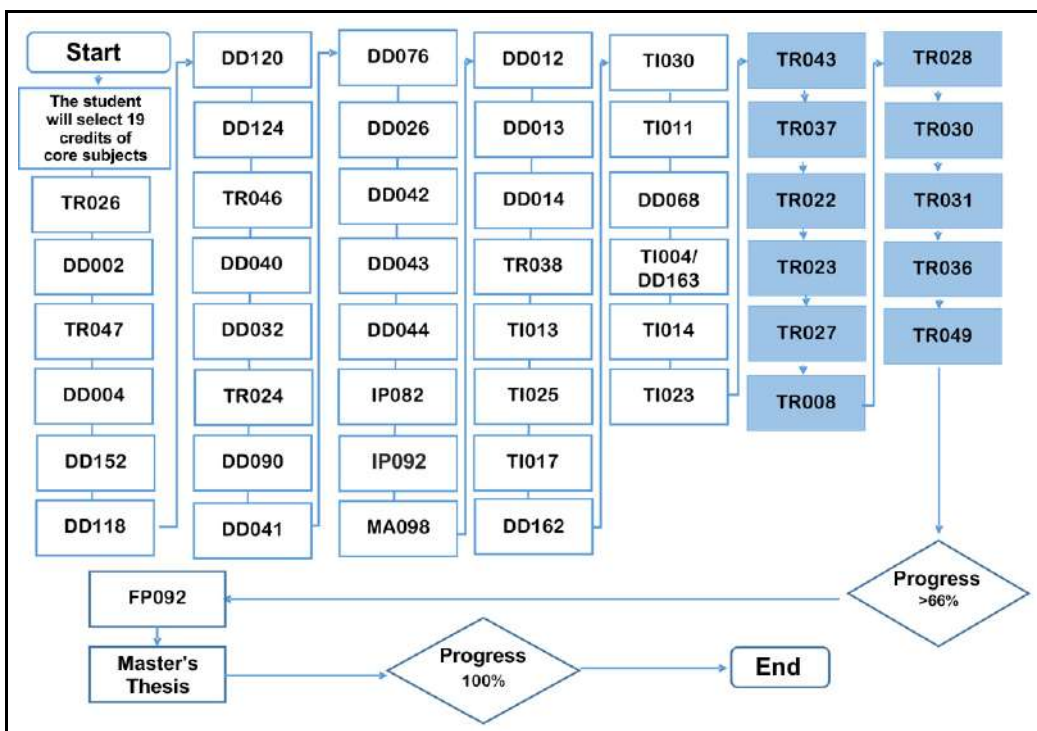 Start
The student
will select 19
credits of
core subjects
TR026
DD002
TR047
DD004
DD152
DD118
DD120
DD124
TR046
DD040
DD032
TR024
DD090
DD041
DD076
DD026
DD042
DD043
DD044
IP082
IP092
MA098
DD012
DD013
DD014
TR038
TI013
TI025
TI017
DD162
TI030
TI011
DD068
TI004/
DD163
TI014
TI023
TR043
TR037
TR022
TR023
TR027
TR008
TR028
TR030
TR031
TR036
TR049
Progress
>66%
FP092
Master's
Thesis
Progress
100%
End